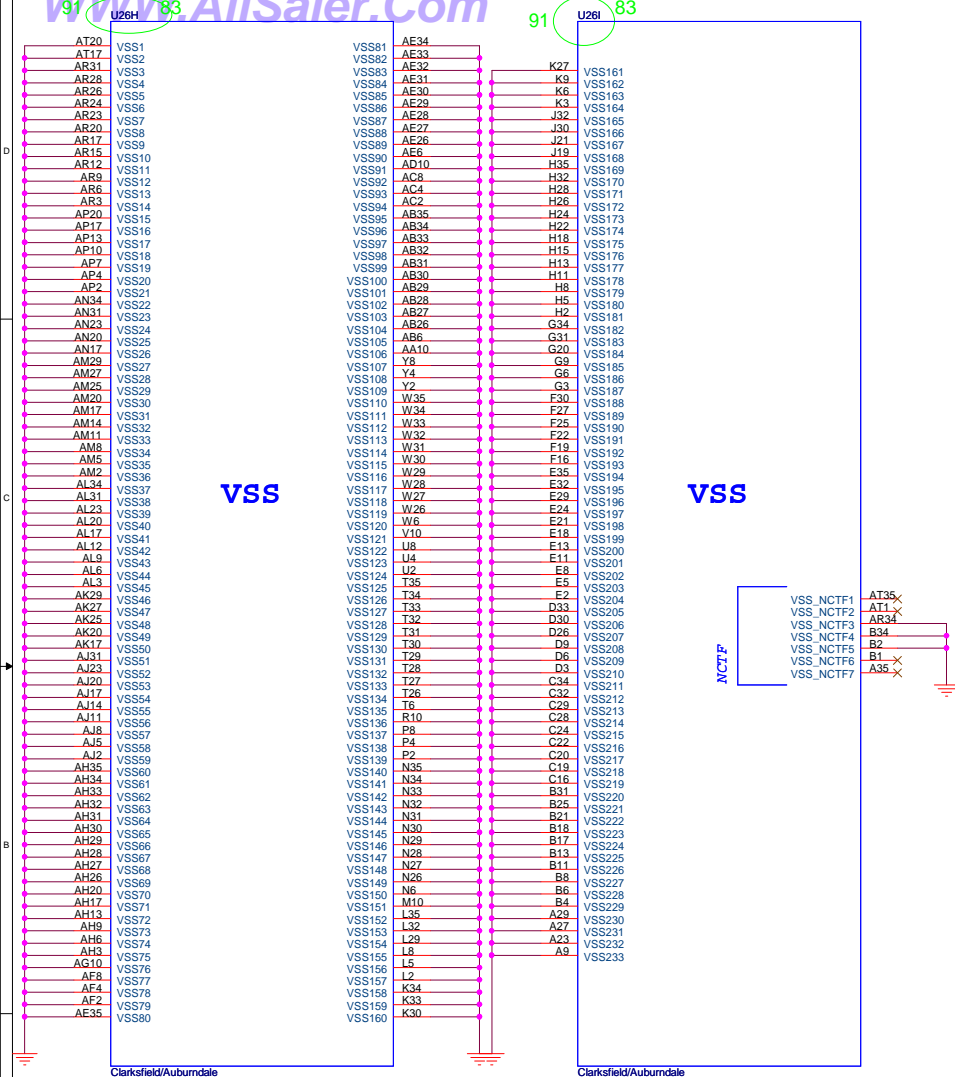 www.AllSaler.Com
91 83
U26H
AT20 VSS1
AT17 VSS2
AR31 VSS3
AR28 VSS4
AR26 VSS5
AR24 VSS6
AR23 VSS7
AR20 VSS8
AR17 VSS9
AR15 VSS10
AR12 VSS11
AR9 VSS12
AR6 VSS13
AR3 VSS14
AP20 VSS15
AP17 VSS16
AP13 VSS17
AP10 VSS18
AP7 VSS19
AP4 VSS20
AP2 VSS21
AN34 VSS22
AN31 VSS23
AN23 VSS24
AN20 VSS25
AN17 VSS26
AM29 VSS27
AM27 VSS28
AM25 VSS29
AM20 VSS30
AM17 VSS31
AM14 VSS32
AM11 VSS33
AM8 VSS34
AM5 VSS35
AM2 VSS36
AL34 VSS37
AL31 VSS38
AL23 VSS39
AL20 VSS40
AL17 VSS41
AL12 VSS42
AL9 VSS43
AL6 VSS44
AL3 VSS45
AK29 VSS46
AK27 VSS47
AK25 VSS48
AK20 VSS49
AK17 VSS50
AJ31 VSS51
AJ23 VSS52
AJ20 VSS53
AJ17 VSS54
AJ14 VSS55
AJ11 VSS56
AJ8 VSS57
AJ5 VSS58
AJ2 VSS59
AH35 VSS60
AH34 VSS61
AH33 VSS62
AH32 VSS63
AH31 VSS64
AH30 VSS65
AH29 VSS66
AH28 VSS67
AH27 VSS68
AH26 VSS69
AH20 VSS70
AH17 VSS71
AH13 VSS72
AH9 VSS73
AH6 VSS74
AH3 VSS75
AG10 VSS76
AF8 VSS77
AF4 VSS78
AF2 VSS79
AE35 VSS80
VSS
VSS81 AE34
VSS82 AE33
VSS83 AE32
VSS84 AE31
VSS85 AE30
VSS86 AE29
VSS87 AE28
VSS88 AE27
VSS89 AE26
VSS90 AE6
VSS91 AD10
VSS92 AC8
VSS93 AC4
VSS94 AC2
VSS95 AB35
VSS96 AB34
VSS97 AB33
VSS98 AB32
VSS99 AB31
VSS100 AB30
VSS101 AB29
VSS102 AB28
VSS103 AB27
VSS104 AB26
VSS105 AB6
VSS106 AA10
VSS107 Y8
VSS108 Y4
VSS109 Y2
VSS110 W35
VSS111 W34
VSS112 W33
VSS113 W32
VSS114 W31
VSS115 W30
VSS116 W29
VSS117 W28
VSS118 W27
VSS119 W26
VSS120 W6
VSS121 V10
VSS122 U8
VSS123 U4
VSS124 U2
VSS125 T35
VSS126 T34
VSS127 T33
VSS128 T32
VSS129 T31
VSS130 T30
VSS131 T29
VSS132 T28
VSS133 T27
VSS134 T26
VSS135 T6
VSS136 R10
VSS137 P8
VSS138 P4
VSS139 P2
VSS140 N35
VSS141 N34
VSS142 N33
VSS143 N32
VSS144 N31
VSS145 N30
VSS146 N29
VSS147 N28
VSS148 N27
VSS149 N26
VSS150 N6
VSS151 M10
VSS152 L35
VSS153 L32
VSS154 L29
VSS155 L8
VSS156 L5
VSS157 L2
VSS158 K34
VSS159 K33
VSS160 K30
Clarksfield/Auburndale
91 83
U26I
K27 VSS161
K9 VSS162
K6 VSS163
K3 VSS164
J32 VSS165
J30 VSS166
J21 VSS167
J19 VSS168
H35 VSS169
H32 VSS170
H28 VSS171
H26 VSS172
H24 VSS173
H22 VSS174
H18 VSS175
H15 VSS176
H13 VSS177
H11 VSS178
H8 VSS179
H5 VSS180
H2 VSS181
G34 VSS182
G31 VSS183
G20 VSS184
G9 VSS185
G6 VSS186
G3 VSS187
F30 VSS188
F27 VSS189
F25 VSS190
F22 VSS191
F19 VSS192
F16 VSS193
E35 VSS194
E32 VSS195
E29 VSS196
E24 VSS197
E21 VSS198
E18 VSS199
E13 VSS200
E11 VSS201
E8 VSS202
E5 VSS203
E2 VSS204
D33 VSS205
D30 VSS206
D26 VSS207
D9 VSS208
D6 VSS209
D3 VSS210
C34 VSS211
C32 VSS212
C29 VSS213
C28 VSS214
C24 VSS215
C22 VSS216
C20 VSS217
C19 VSS218
C16 VSS219
B31 VSS220
B25 VSS221
B21 VSS222
B18 VSS223
B17 VSS224
B13 VSS225
B11 VSS226
B8 VSS227
B6 VSS228
B4 VSS229
A29 VSS230
A27 VSS231
A23 VSS232
A9 VSS233
VSS
NCTF
VSS_NCTF1 AT35
VSS_NCTF2 AT1
VSS_NCTF3 AR34
VSS_NCTF4 B34
VSS_NCTF5 B2
VSS_NCTF6 B1
VSS_NCTF7 A35
Clarksfield/Auburndale
D
C
B